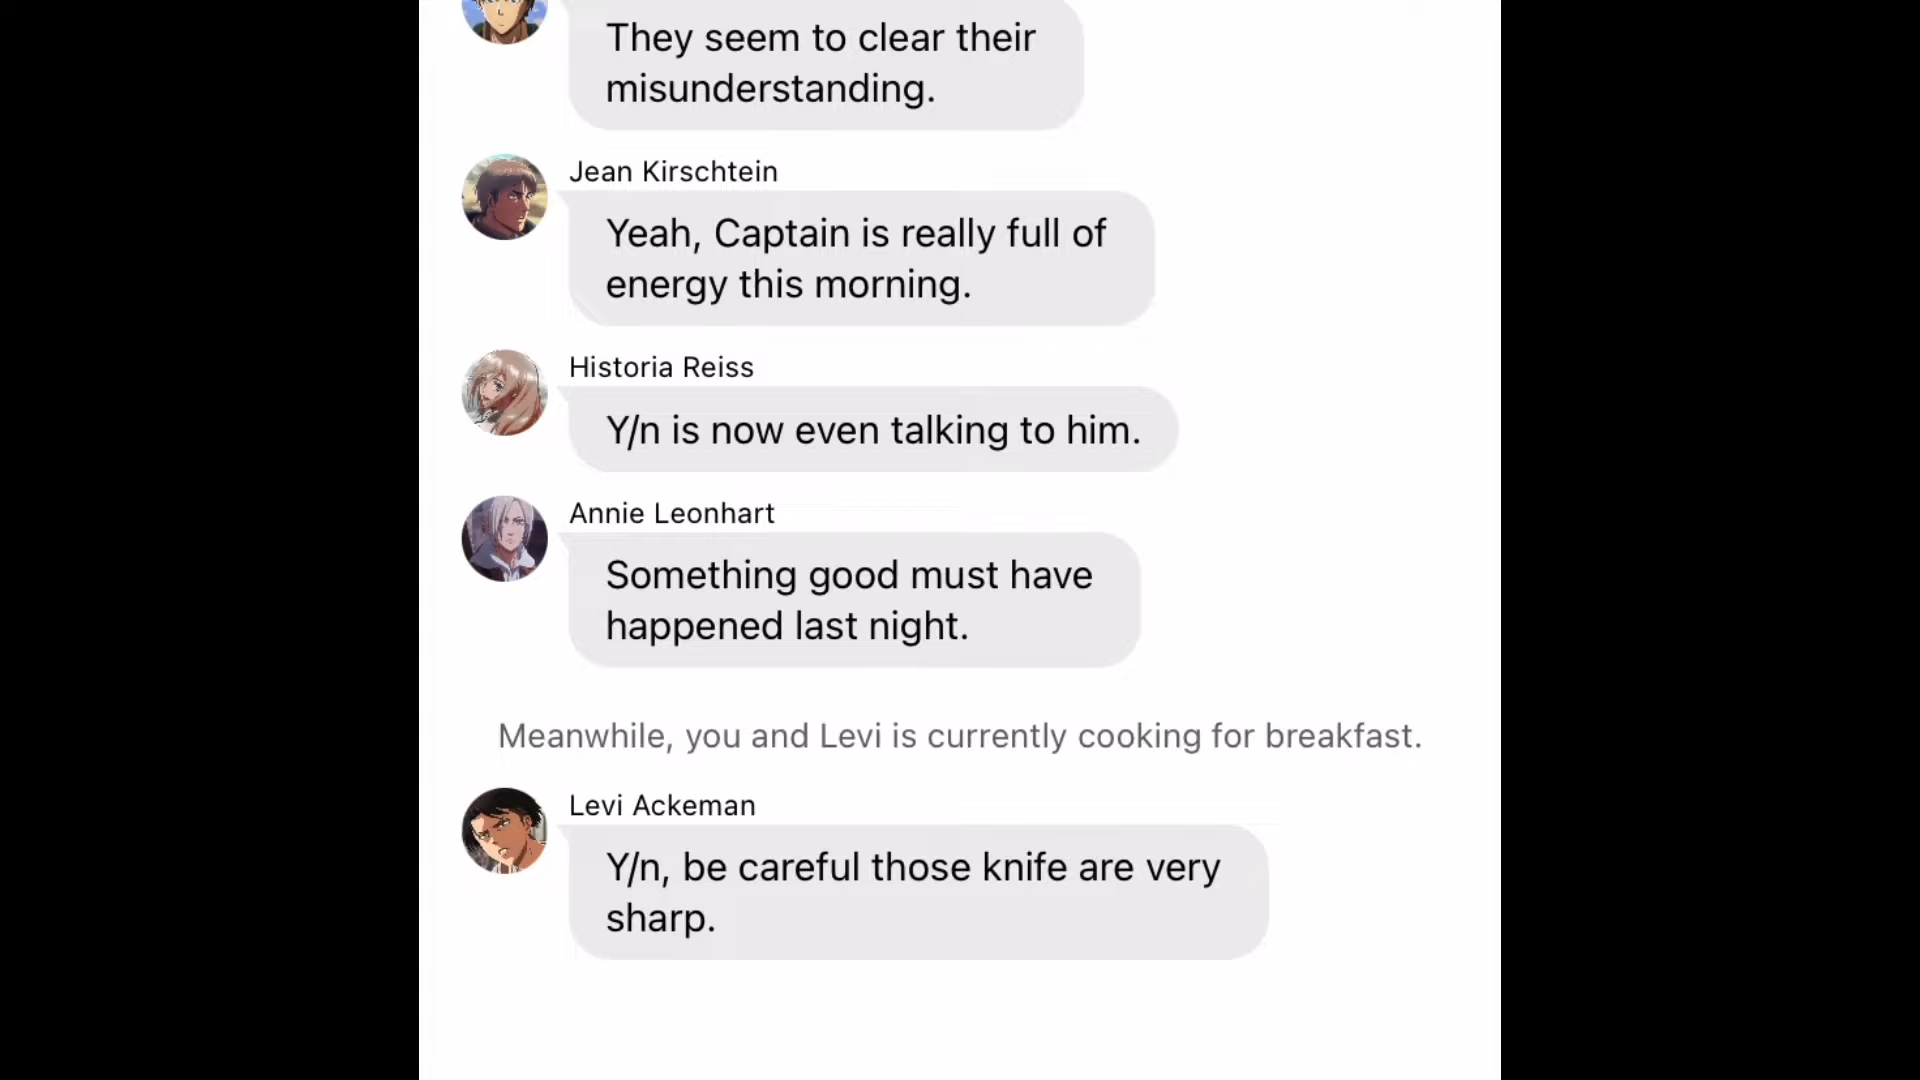 They seem to clear their
misunderstanding.
Jean Kirschtein
Yeah, Captain is really full of
energy this morning.
Historia Reiss
Y/n is now even talking to him.
Annie Leonhart
Something good must have
happened last night.
Meanwhile, you and Levi is currently cooking for breakfast.
Levi Ackeman
Y/n, be careful those knife are very
sharp.